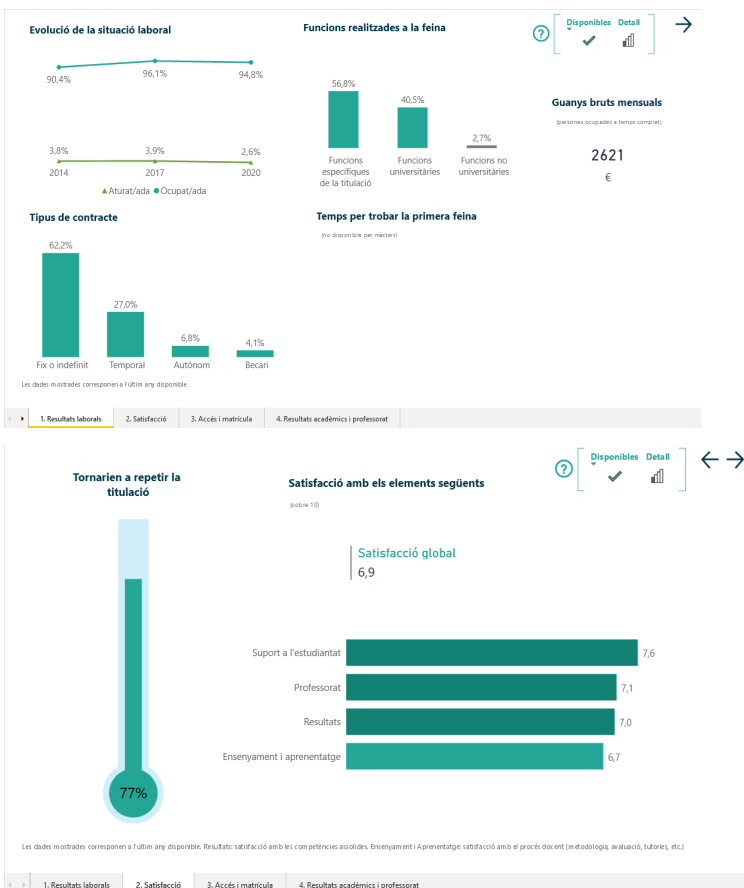 Evolució de la situació laboral
90,4%
96,1%
94,8%
3,8%
3,9%
2,6%
2014
2017
2020
Aturat/ada
Ocupat/ada
Funcions realitzades a la feina
56,8%
40,5%
2,7%
Funcions
específiques
de la titulació
Funcions
universitàries
Funcions no
universitàries
?
Disponibles
Detall
Guanys bruts mensuals
(persones ocupades a temps complet)
2621
€
Tipus de contracte
62,2%
27,0%
6,8%
4,1%
Fix o indefinit
Temporal
Autònom
Becari
Temps per trobar la primera feina
(no disponible per màsters)
Les dades mostrades corresponen a l'últim any disponible
1. Resultats laborals
2. Satisfacció
3. Accés i matrícula
4. Resultats acadèmics i professorat
Tornarien a repetir la
titulació
77%
Satisfacció amb els elements següents
(sobre 10)
?
Disponibles
Detall
Satisfacció global
6,9
Suport a l'estudiantat
7,6
Professorat
7,1
Resultats
7,0
Ensenyament i aprenentatge
6,7
Les dades mostrades corresponen a l'últim any disponible. Resultats: satisfacció amb les competències assolides. Ensenyament i Aprenentatge: satisfacció amb el procés docent (metodologia, avaluació, tutories, etc.)
1. Resultats laborals
2. Satisfacció
3. Accés i matrícula
4. Resultats acadèmics i professorat